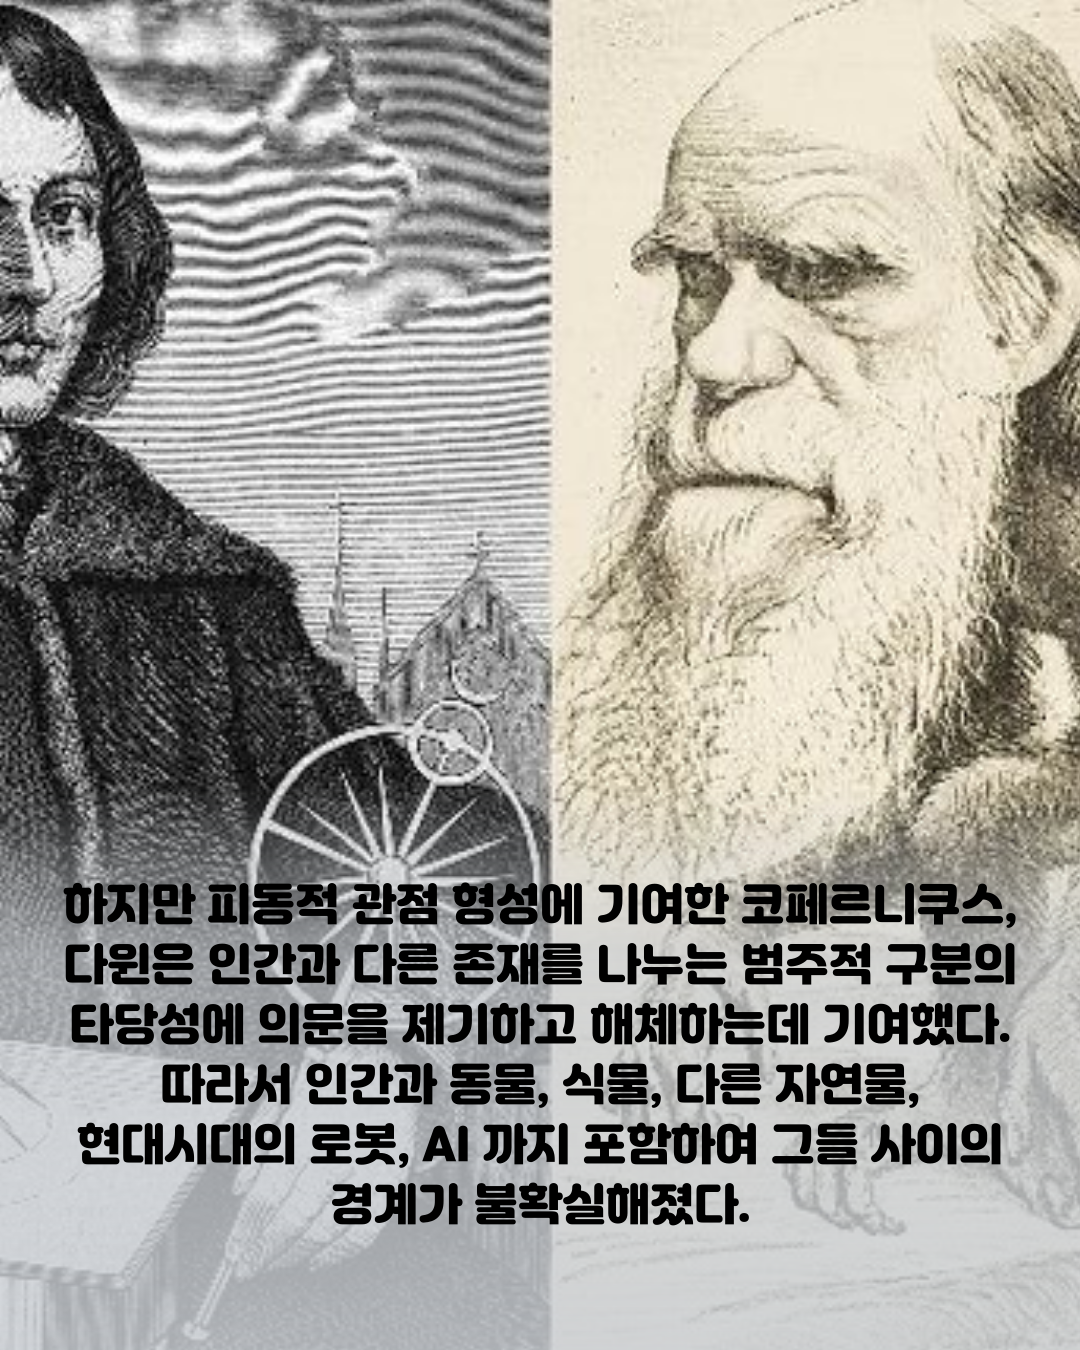 하지만 피동적 관점 형성에 기여한 코페르니쿠스,
다윈은 인간과 다른 존재를 나누는 범주적 구분의
타당성에 의문을 제기하고 해체하는데 기여했다.
따라서 인간과 동물, 식물, 다른 자연물,
현대시대의 로봇, AI 까지 포함하여 그들 사이의
경계가 불확실해졌다.